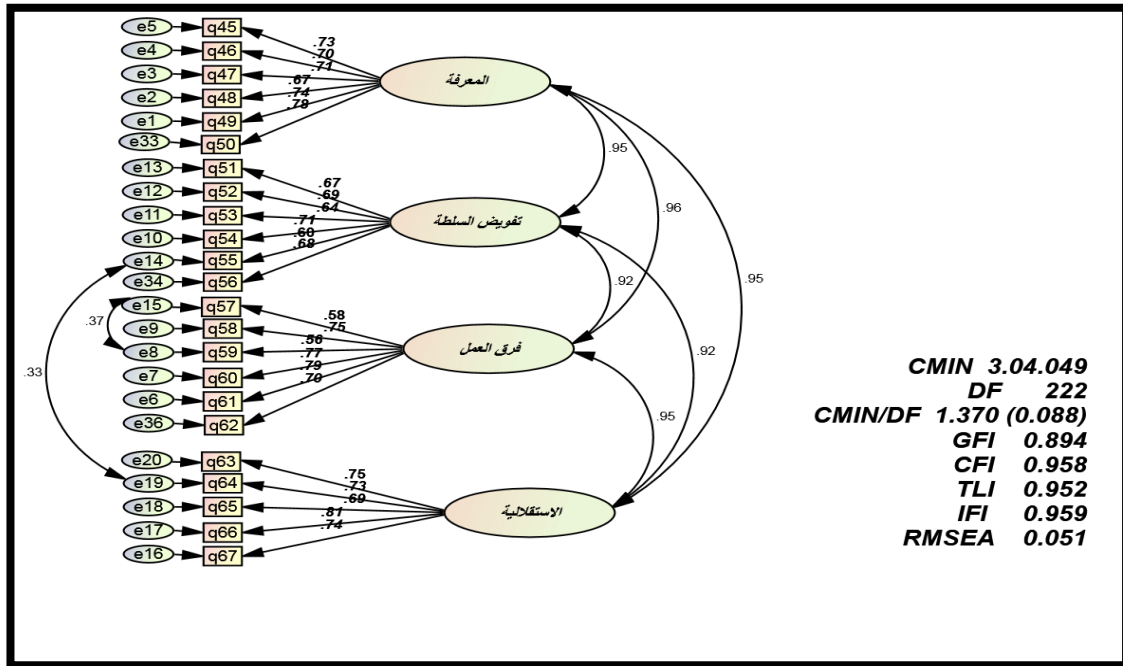 e5 q45
e4 q46
e3 q47
e2 q48
e1 q49
e33 q50
.73
.70
.71
.67
.74
.78
المعرفة
e13 q51
e12 q52
e11 q53
e10 q54
e14 q55
e34 q56
.67
.69
.64
.71
.60
.68
تفويض السلطة
e15 q57
e9 q58
e8 q59
e7 q60
e6 q61
e36 q62
.58
.75
.56
.77
.79
.70
فرق العمل
e20 q63
e19 q64
e18 q65
e17 q66
e16 q67
.75
.73
.69
.81
.74
الاستقلالية
.37
.33
.95
.96
.95
.92
.92
.95
CMIN 3.04.049
DF 222
CMIN/DF 1.370 (0.088)
GFI 0.894
CFI 0.958
TLI 0.952
IFI 0.959
RMSEA 0.051